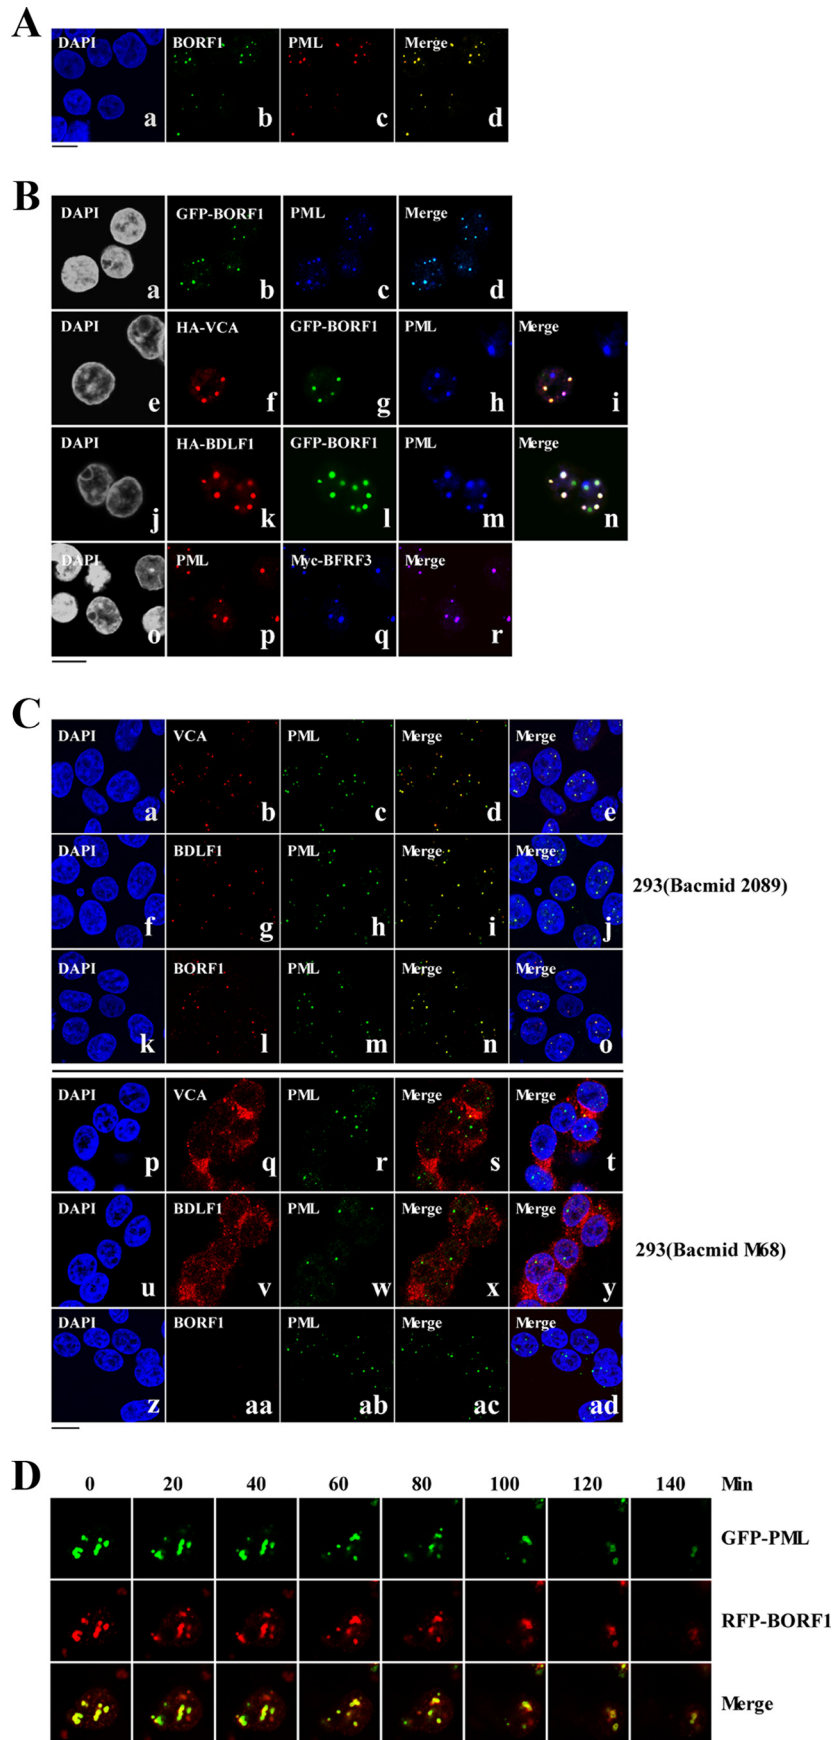 A
DAPI BORF1 PML Merge
a b c d
B
DAPI GFP-BORF1 PML Merge
a b c d
DAPI HA-VCA GFP-BORF1 PML Merge
e f g h i
DAPI HA-BDLF1 GFP-BORF1 PML Merge
j k l m n
DAPI PML Myc-BFRF3 Merge
o p q r
C
DAPI VCA PML Merge Merge
a b c d e
DAPI BDLF1 PML Merge Merge
f g h i j
293(Bacmid 2089)
DAPI BORF1 PML Merge Merge
k l m n o
DAPI VCA PML Merge Merge
p q r s t
DAPI BDLF1 PML Merge Merge
u v w x y
293(Bacmid M68)
DAPI BORF1 PML Merge Merge
z aa ab ac ad
D
0 20 40 60 80 100 120 140 Min
GFP-PML
RFP-BORF1
Merge